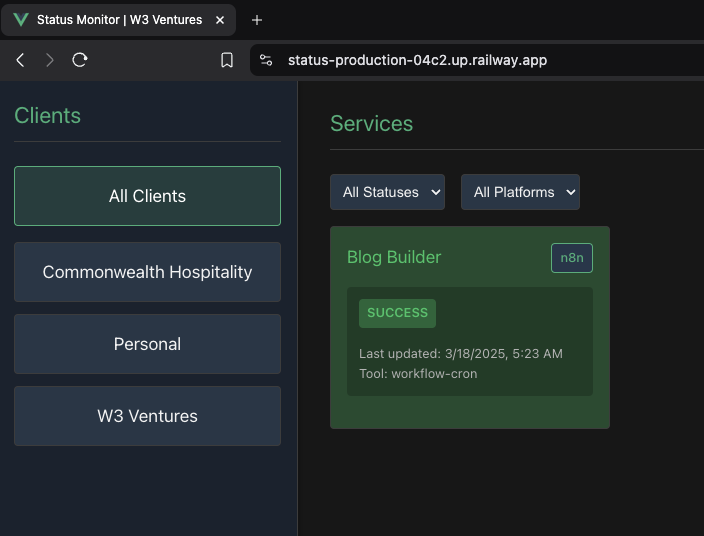 Status Monitor | W3 Ventures
status-production-04c2.up.railway.app
Clients
All Clients
Commonwealth Hospitality
Personal
W3 Ventures
Services
All Statuses All Platforms
Blog Builder n8n
SUCCESS
Last updated: 3/18/2025, 5:23 AM
Tool: workflow-cron